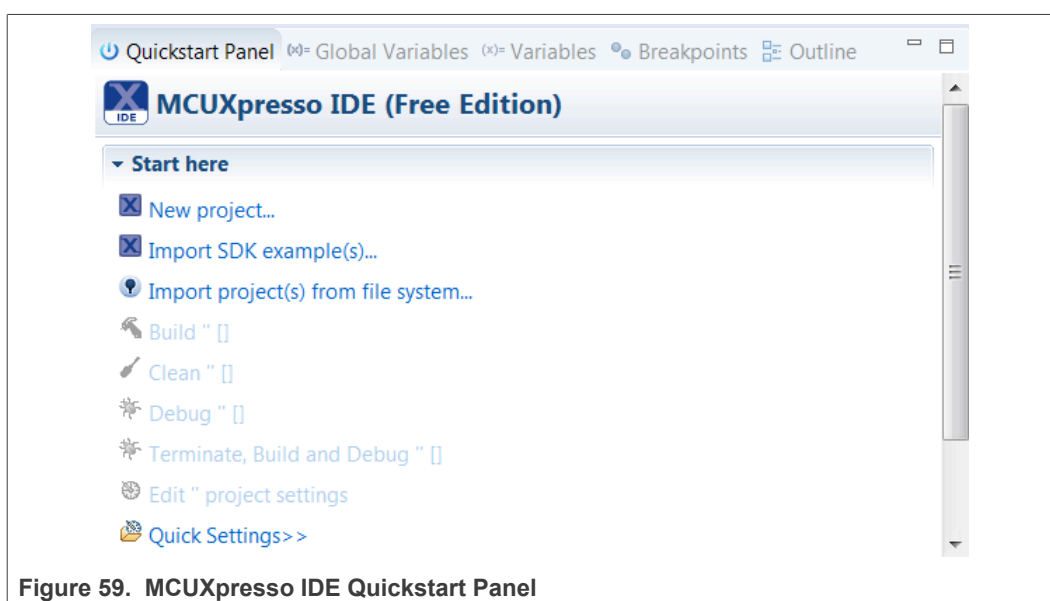 Quickstart Panel (x)= Global Variables (x)= Variables Breakpoints Outline
X IDE MCUXpresso IDE (Free Edition)
Start here
New project...
Import SDK example(s)...
Import project(s) from file system...
Build '' []
Clean '' []
Debug '' []
Terminate, Build and Debug '' []
Edit '' project settings
Quick Settings>>
Figure 59. MCUXpresso IDE Quickstart Panel